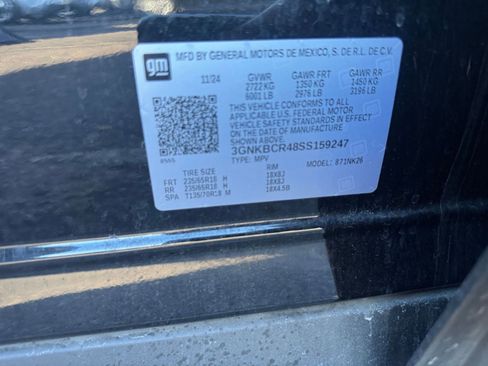 gm
MFD BY GENERAL MOTORS DE MEXICO, S. DE R.L. DE C.V.
11/24 GVWR GAWR FRT GAWR RR
2722 KG 1350 KG 1450 KG
6001 LB 2976 LB 3196 LB
THIS VEHICLE CONFORMS TO ALL
APPLICABLE U.S. FEDERAL MOTOR
VEHICLE SAFETY STANDARDS IN EFFECT
ON THE DATE OF MANUFACTURE SHOWN ABOVE.
3GNKBCR48SS159247
TYPE: MPV MODEL: 871NK26
TIRE SIZE RIM
FRT 235/65R18 H 18X8J
RR 235/65R18 H 18X8J
SPA T135/70R18 M 18X4.5B